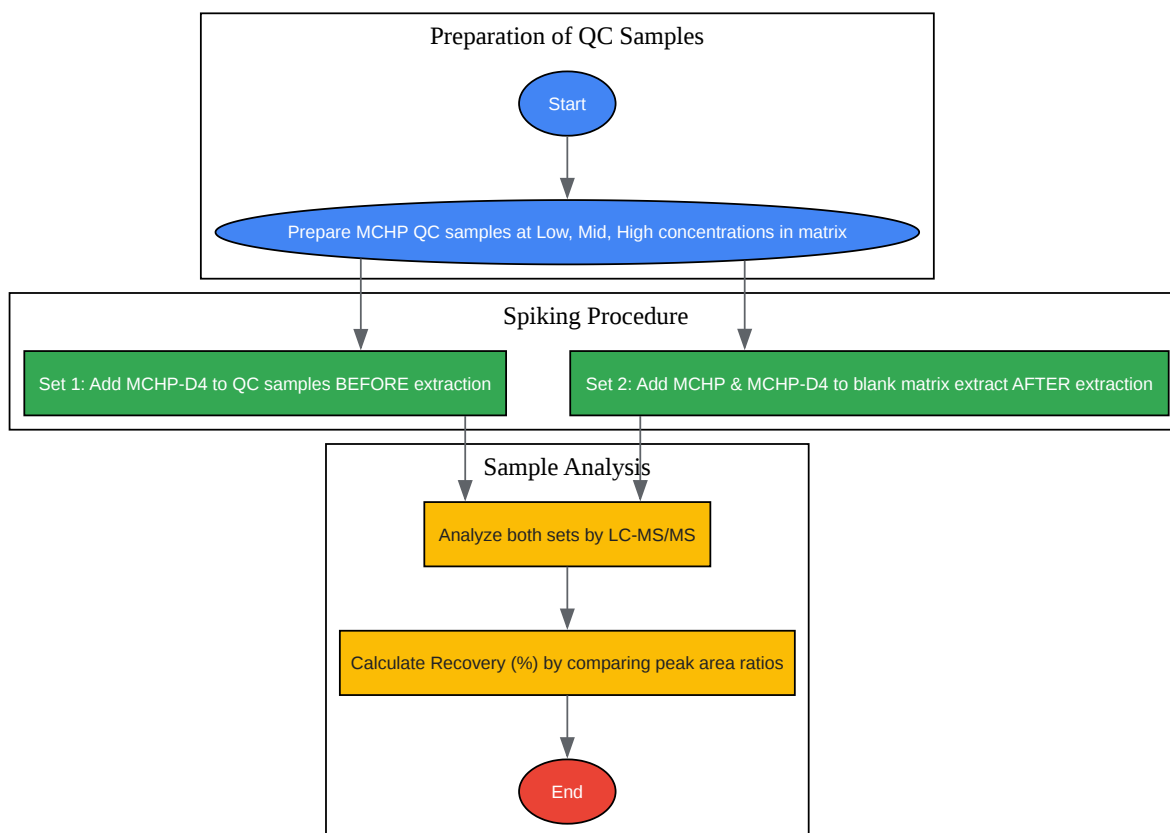 Preparation of QC Samples
Start
Prepare MCHP QC samples at Low, Mid, High concentrations in matrix
Spiking Procedure
Set 1: Add MCHP-D4 to QC samples BEFORE extraction
Set 2: Add MCHP & MCHP-D4 to blank matrix extract AFTER extraction
Sample Analysis
Analyze both sets by LC-MS/MS
Calculate Recovery (%) by comparing peak area ratios
End